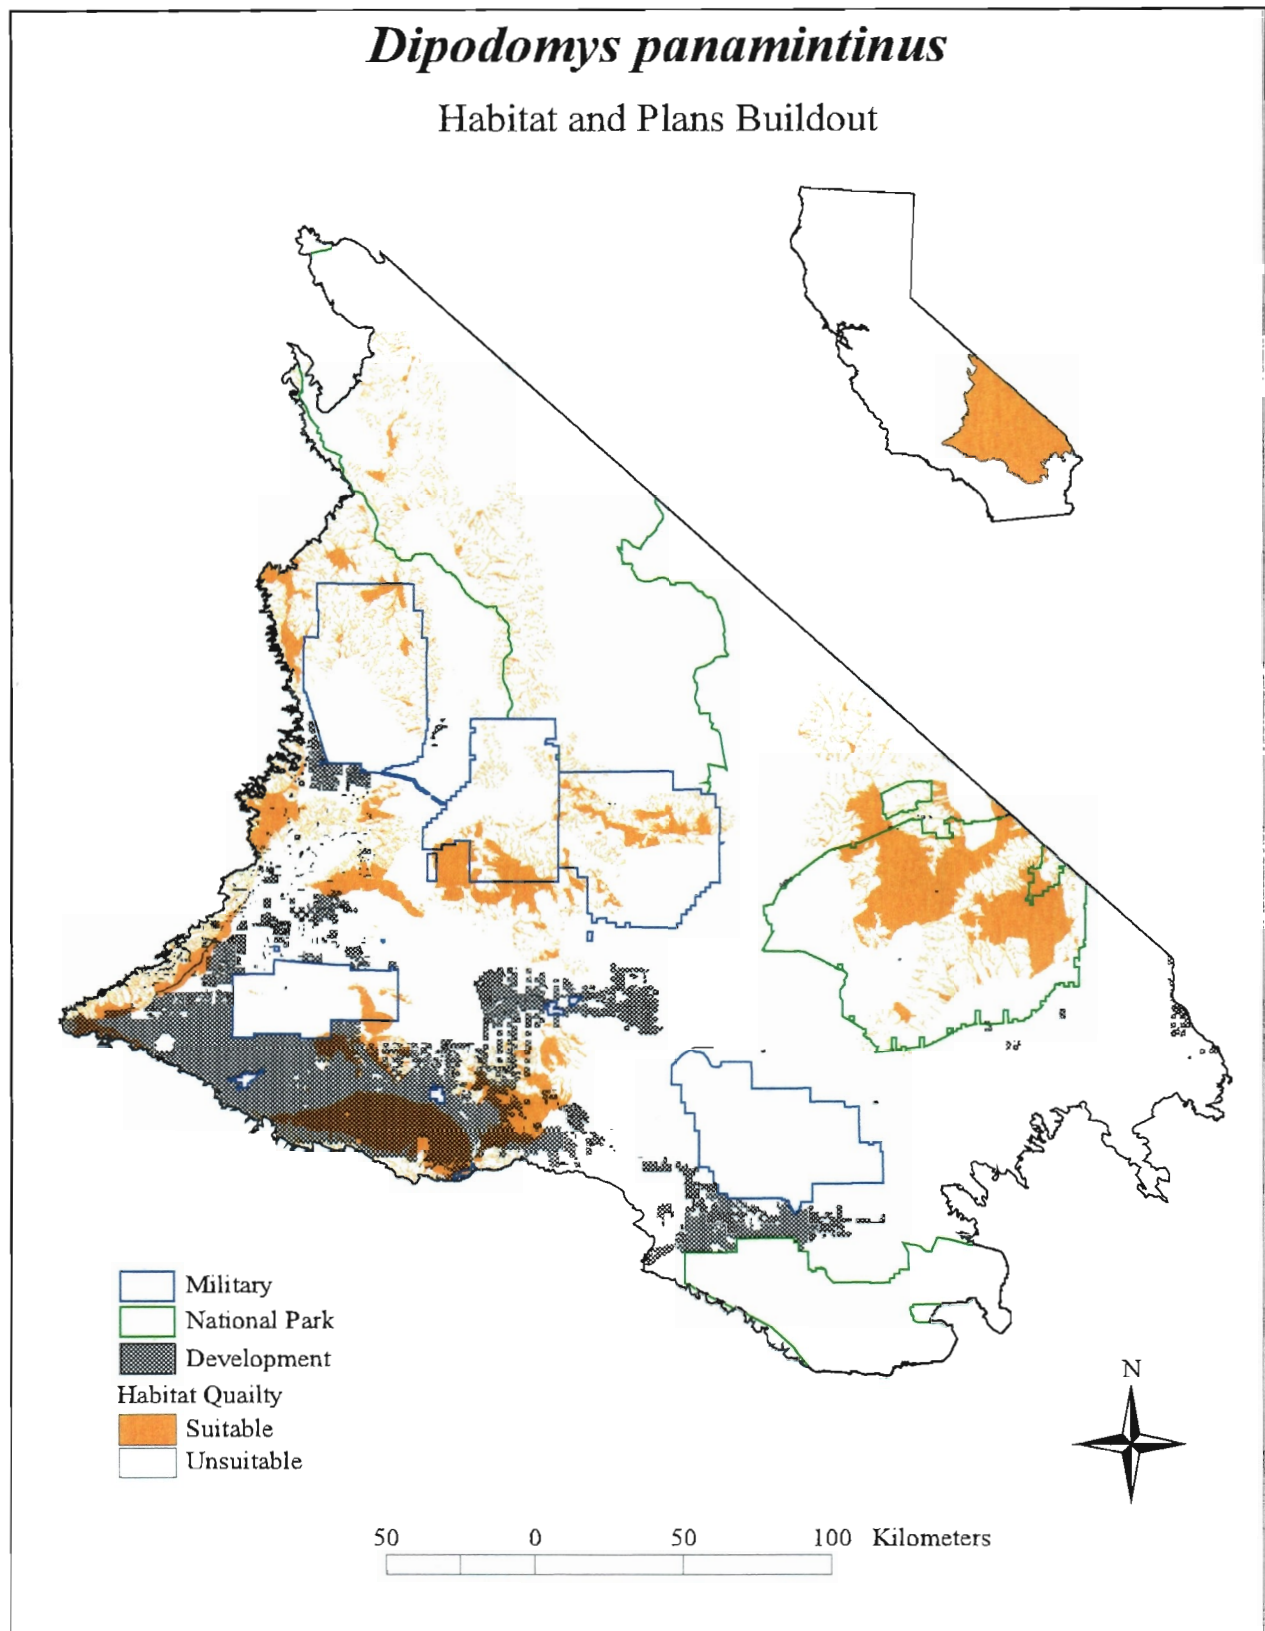 Dipodomys panamintinus
Habitat and Plans Buildout
Military
National Park
Development
Habitat Quailty
Suitable
Unsuitable
N
50 0 50 100 Kilometers